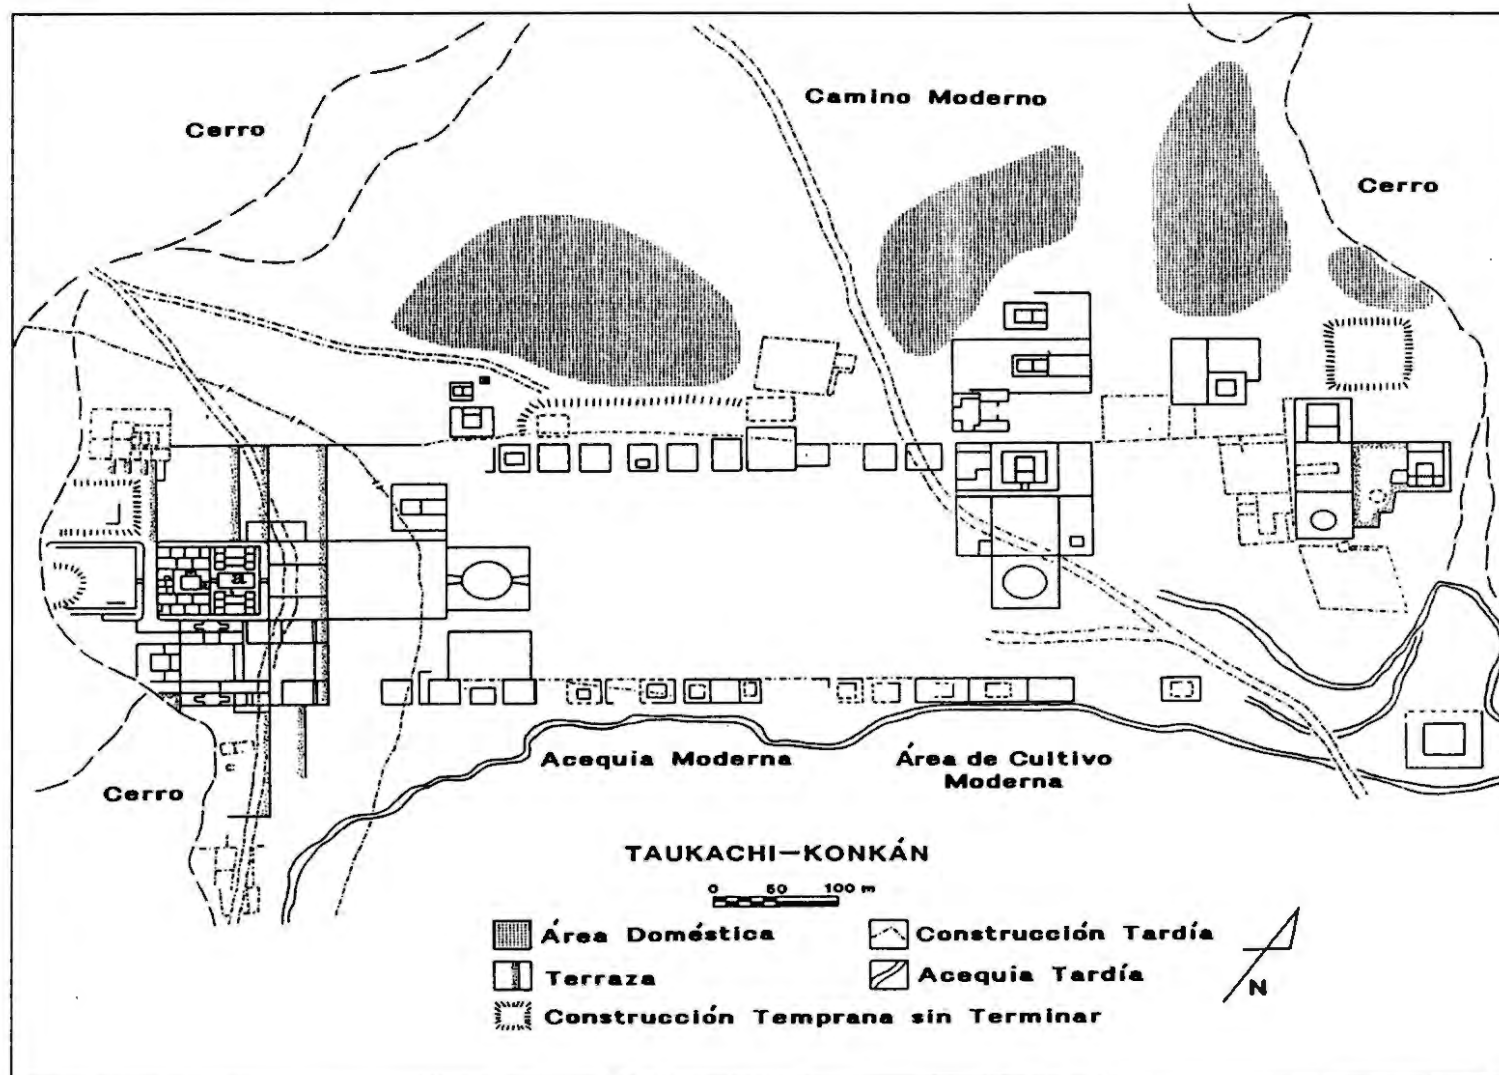 Camino Moderno
Cerro
Cerro
a
Acequia Moderna
Área de Cultivo
Moderna
Cerro
TAUKACHI–KONKÁN
0 50 100 m
Área Doméstica
Construcción Tardía
Terraza
Acequia Tardía
N
Construcción Temprana sin Terminar